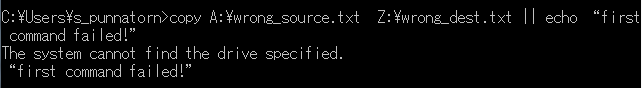 C:¥Users¥s_punnatorn>copy A:¥wrong_source.txt  Z:¥wrong_dest.txt || echo  “first
 command failed!”
The system cannot find the drive specified.
 “first command failed!”